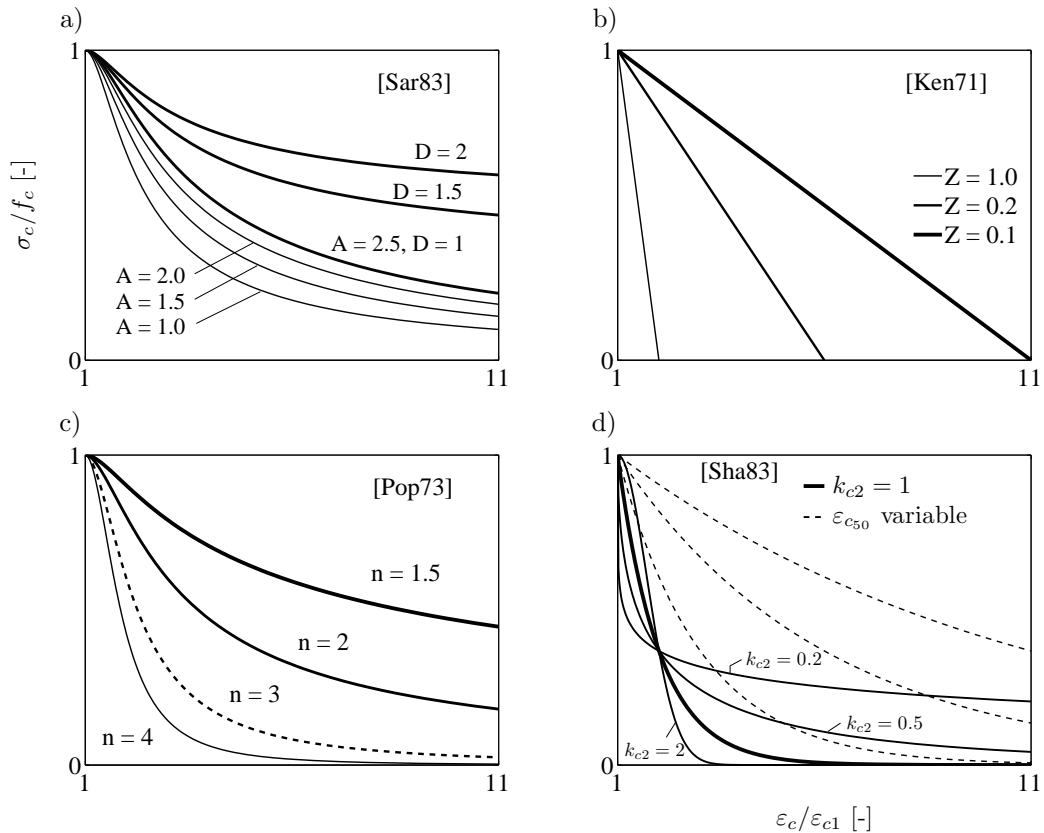 a)
1
[Sar83]
D = 2
D = 1.5
A = 2.5, D = 1
A = 2.0
A = 1.5
A = 1.0
σc/fc [-]
0
1
11
b)
1
[Ken71]
Z = 1.0
Z = 0.2
Z = 0.1
0
1
11
c)
1
[Pop73]
n = 1.5
n = 2
n = 3
n = 4
0
1
11
d)
1
[Sha83]
kc2 = 1
εc50 variable
kc2 = 0.2
kc2 = 0.5
kc2 = 2
0
1
11
εc/εc1 [-]